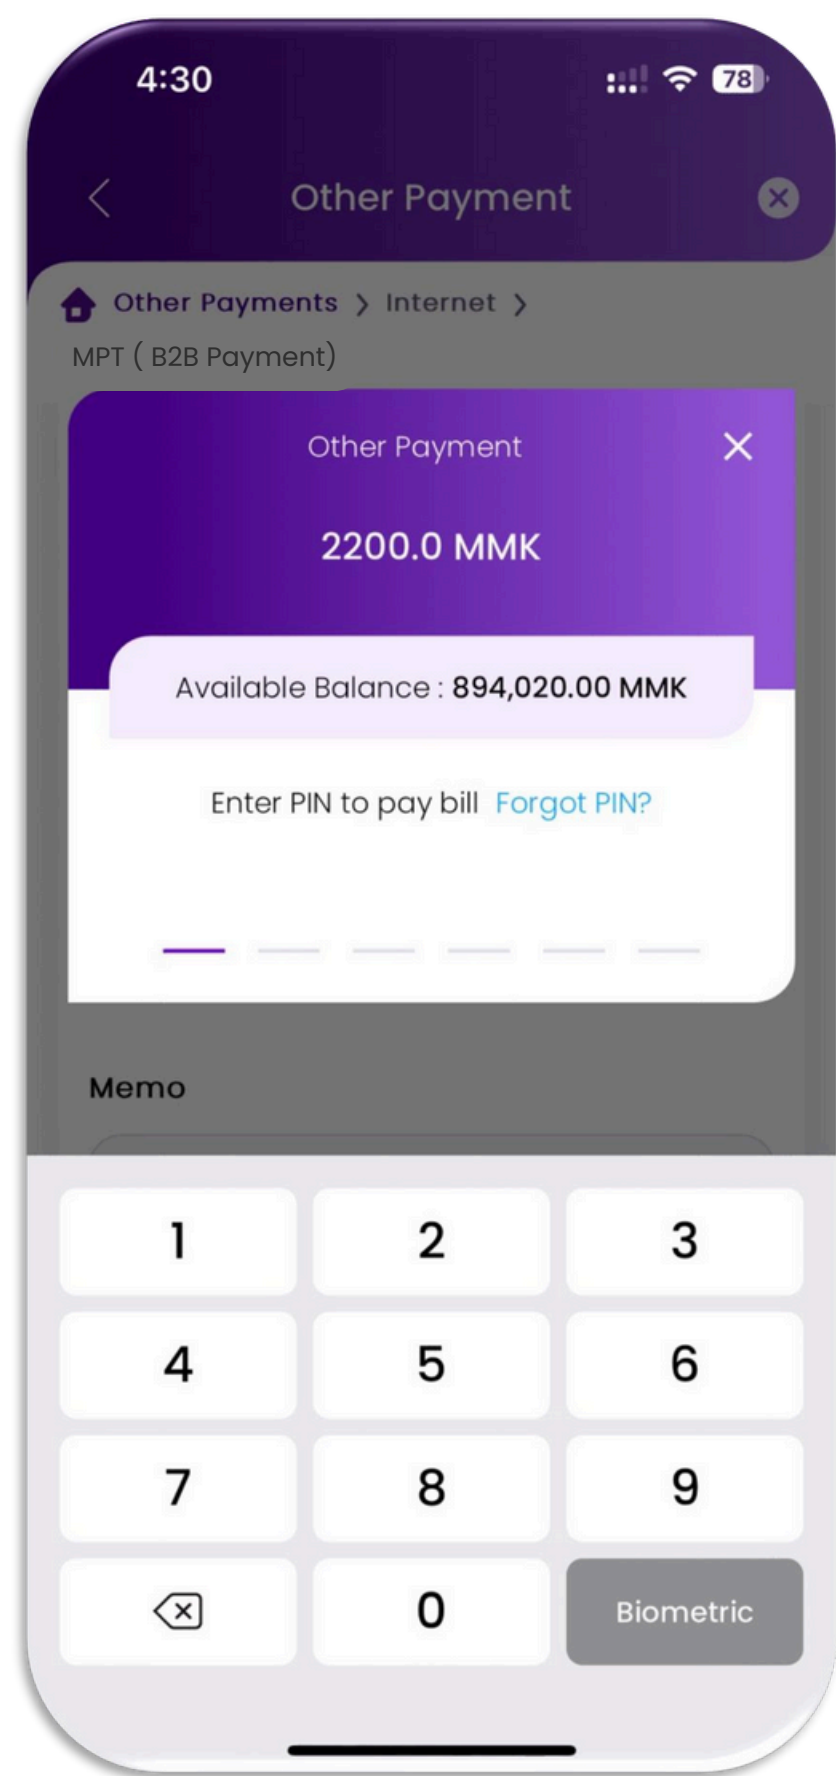 4:30
78
Other Payment
Other Payments > Internet >
MPT ( B2B Payment)
Other Payment
2200.0 MMK
Available Balance : 894,020.00 MMK
Enter PIN to pay bill Forgot PIN?
Memo
1 2 3
4 5 6
7 8 9
0 Biometric